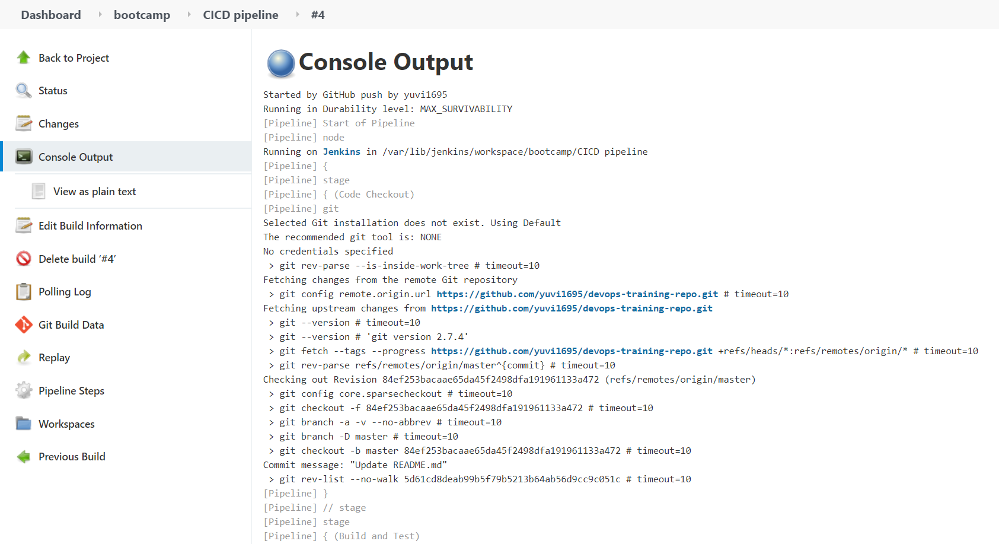 Dashboard bootcamp CICD pipeline #4
Back to Project
Status
Changes
Console Output
View as plain text
Edit Build Information
Delete build ‘#4’
Polling Log
Git Build Data
Replay
Pipeline Steps
Workspaces
Previous Build
Console Output
Started by GitHub push by yuvi1695
Running in Durability level: MAX_SURVIVABILITY
[Pipeline] Start of Pipeline
[Pipeline] node
Running on Jenkins in /var/lib/jenkins/workspace/bootcamp/CICD pipeline
[Pipeline] {
[Pipeline] stage
[Pipeline] { (Code Checkout)
[Pipeline] git
Selected Git installation does not exist. Using Default
The recommended git tool is: NONE
No credentials specified
> git rev-parse --is-inside-work-tree # timeout=10
Fetching changes from the remote Git repository
> git config remote.origin.url https://github.com/yuvi1695/devops-training-repo.git # timeout=10
Fetching upstream changes from https://github.com/yuvi1695/devops-training-repo.git
> git --version # timeout=10
> git --version # 'git version 2.7.4'
> git fetch --tags --progress https://github.com/yuvi1695/devops-training-repo.git +refs/heads/*:refs/remotes/origin/* # timeout=10
> git rev-parse refs/remotes/origin/master^{commit} # timeout=10
Checking out Revision 84ef253bacaae65da45f2498dfa191961133a472 (refs/remotes/origin/master)
> git config core.sparsecheckout # timeout=10
> git checkout -f 84ef253bacaae65da45f2498dfa191961133a472 # timeout=10
> git branch -a -v --no-abbrev # timeout=10
> git branch -D master # timeout=10
> git checkout -b master 84ef253bacaae65da45f2498dfa191961133a472 # timeout=10
Commit message: "Update README.md"
> git rev-list --no-walk 5d61cd8deab99b5f79b5213b64ab56d9cc9c051c # timeout=10
[Pipeline] }
[Pipeline] // stage
[Pipeline] stage
[Pipeline] { (Build and Test)